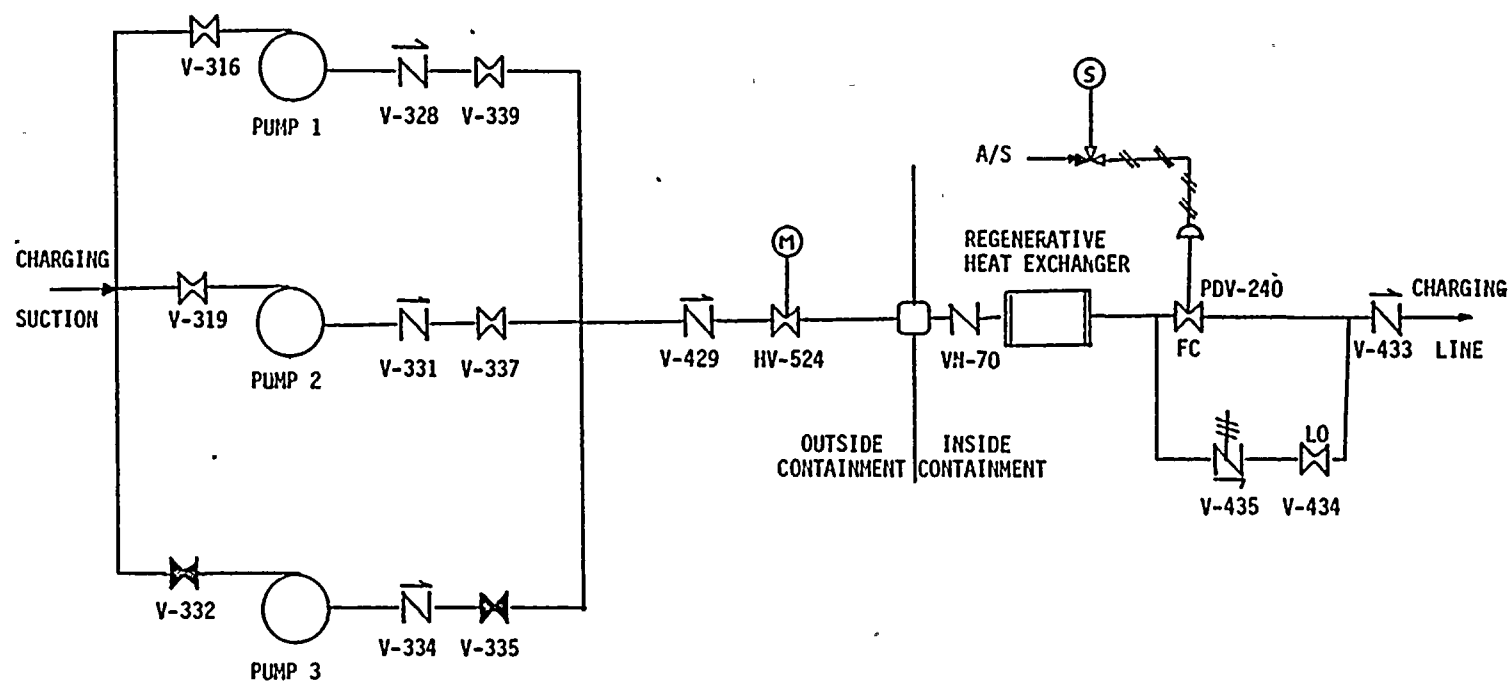 V-316
PUMP 1
V-328
V-339
S
A/S
CHARGING
SUCTION
V-319
PUMP 2
V-331
V-337
V-429
M
HV-524
REGENERATIVE
HEAT EXCHANGER
VH-70
PDV-240
FC
CHARGING
V-433
LINE
OUTSIDE
CONTAINMENT
INSIDE
CONTAINMENT
LO
V-435
V-434
V-332
PUMP 3
V-334
V-335